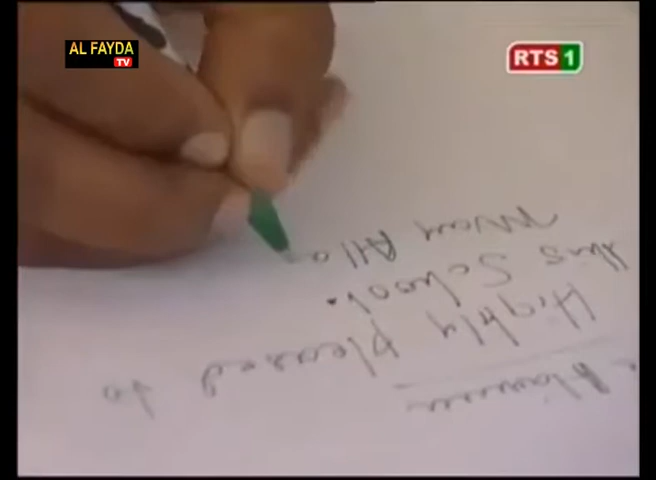 AL FAYDA
TV
RTS 1
Highly pleased to
this School.
May Alla